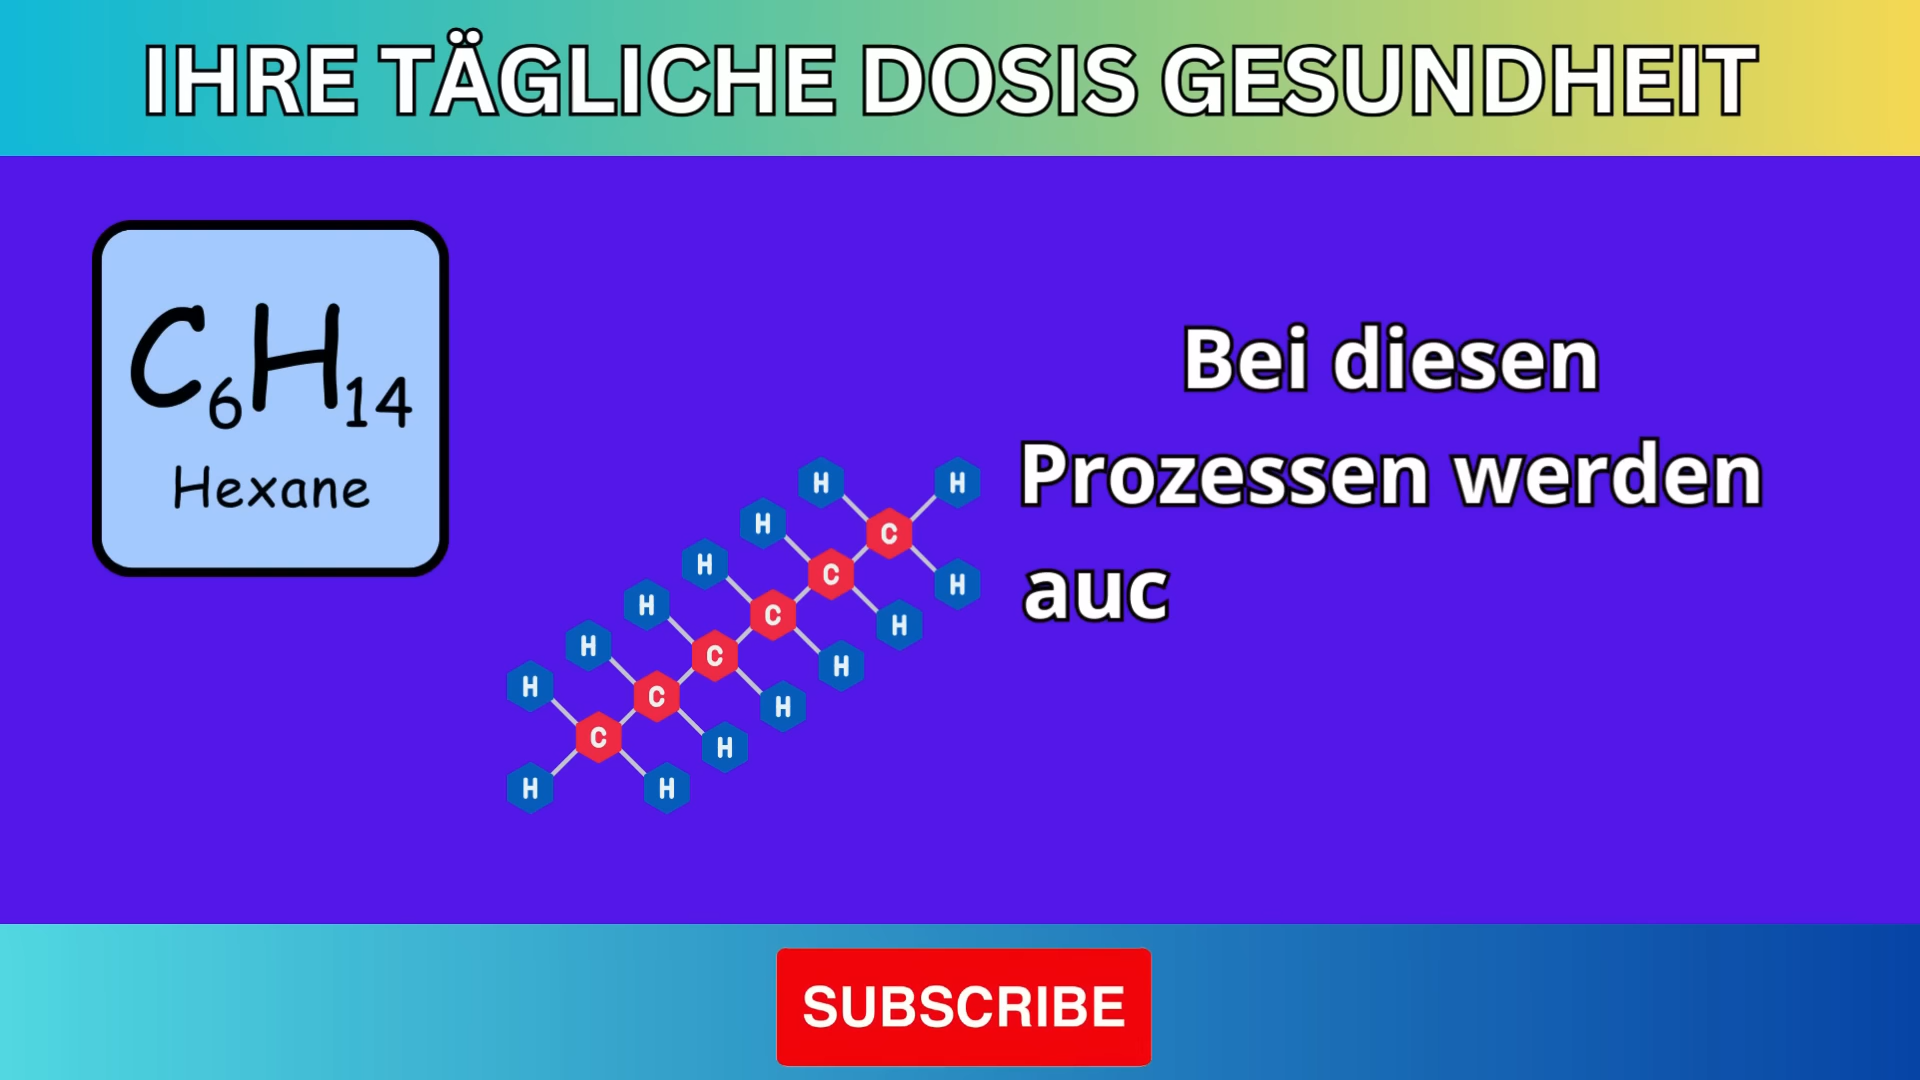 IHRE TÄGLICHE DOSIS GESUNDHEIT
C6H14
Hexane
Bei diesen
Prozessen werden
auc
H H
H C
H C H
H C H
H C H
H C H
H C H
H H
SUBSCRIBE